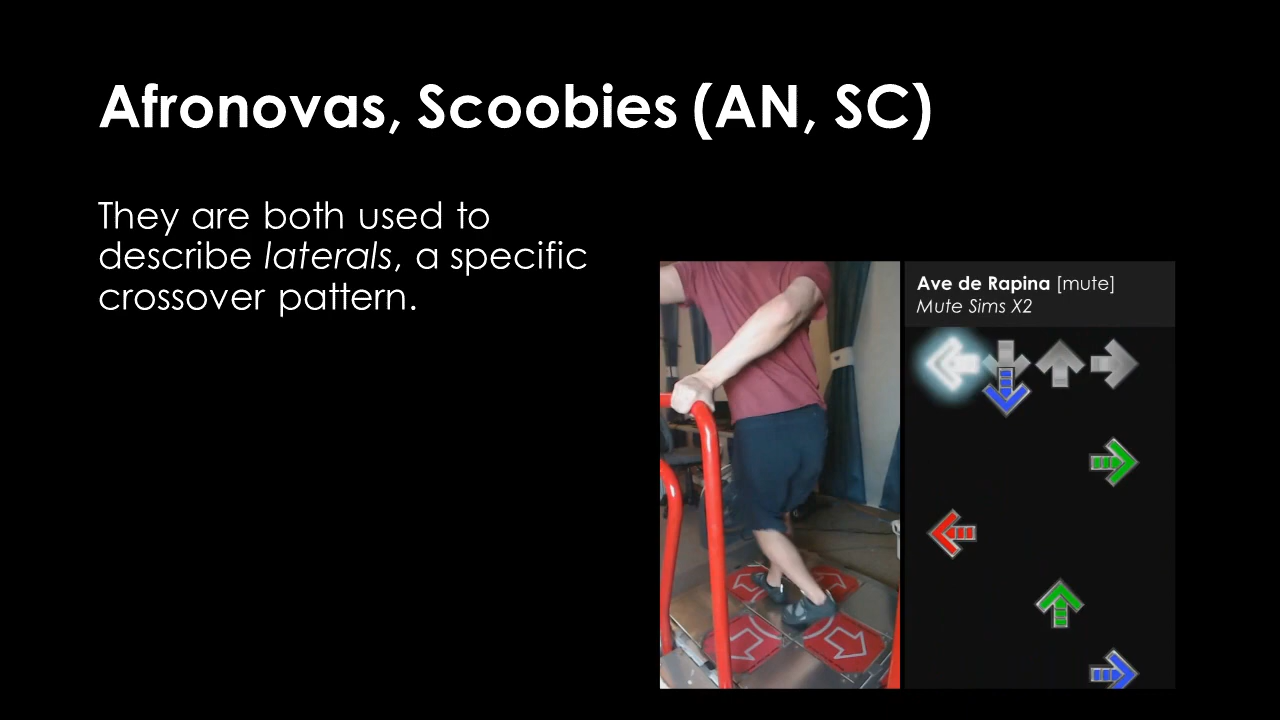 Afronovas, Scoobies (AN, SC)
They are both used to
describe laterals, a specific
crossover pattern.
Ave de Rapina [mute]
Mute Sims X2